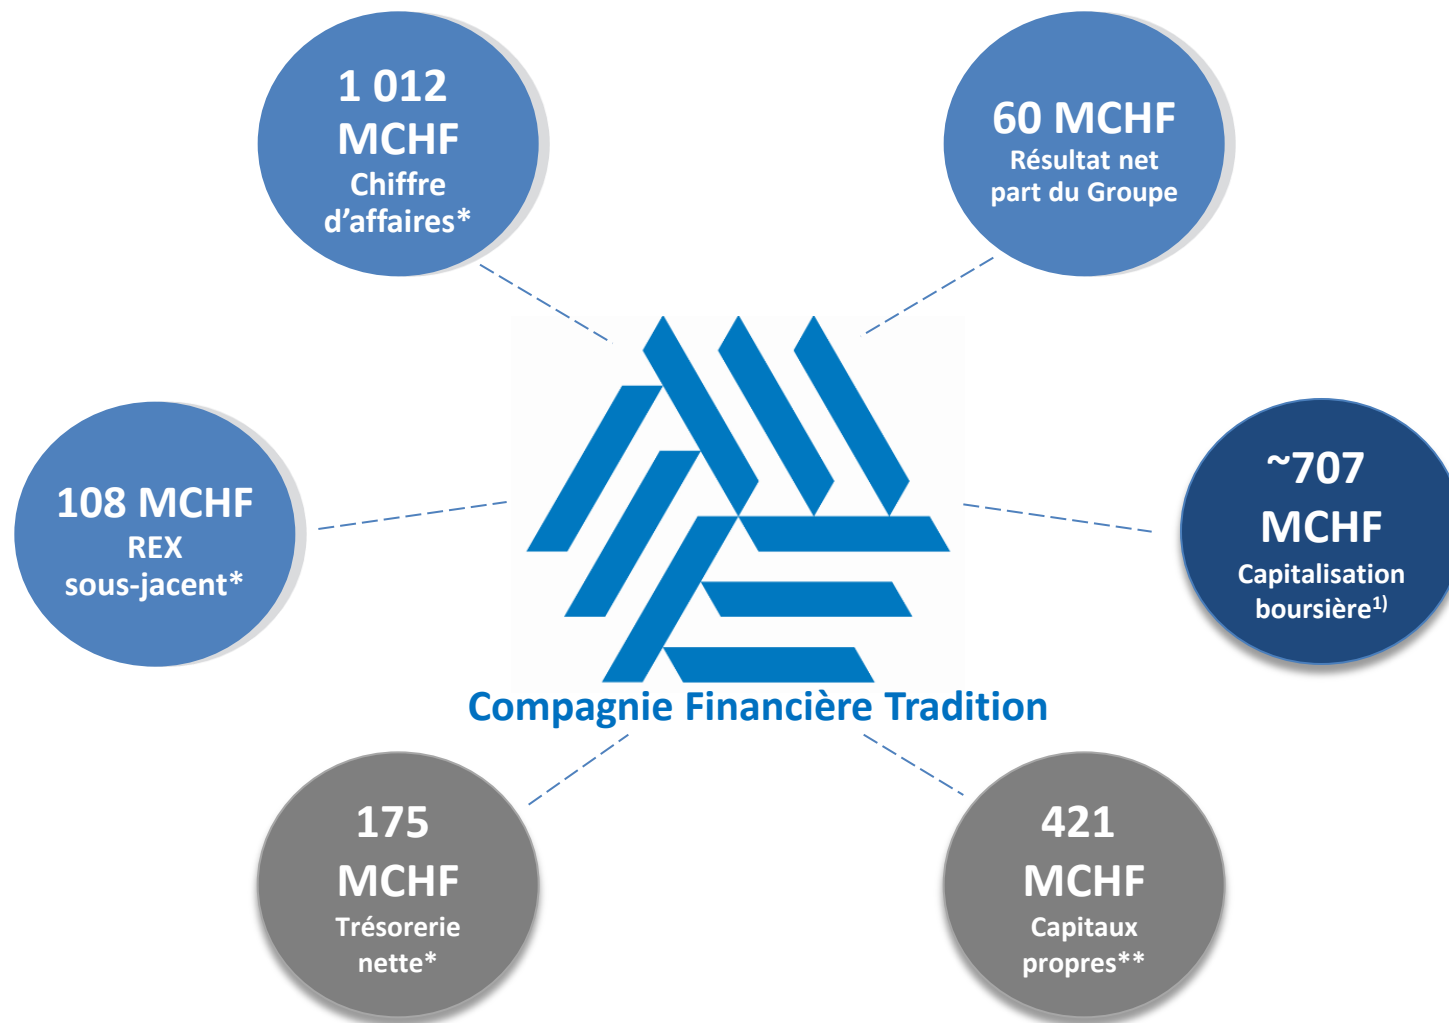 1 012
MCHF
Chiffre
d’affaires*
60 MCHF
Résultat net
part du Groupe
108 MCHF
REX
sous-jacent*
~707
MCHF
Capitalisation
boursière¹⁾
Compagnie Financière Tradition
175
MCHF
Trésorerie
nette*
421
MCHF
Capitaux
propres**